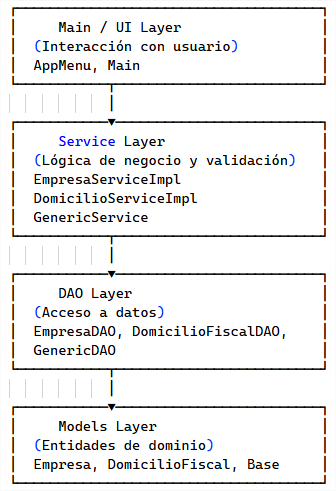 Main / UI Layer
(Interacción con usuario)
AppMenu, Main
Service Layer
(Lógica de negocio y validación)
EmpresaServiceImpl
DomicilioServiceImpl
GenericService
DAO Layer
(Acceso a datos)
EmpresaDAO, DomicilioFiscalDAO,
GenericDAO
Models Layer
(Entidades de dominio)
Empresa, DomicilioFiscal, Base